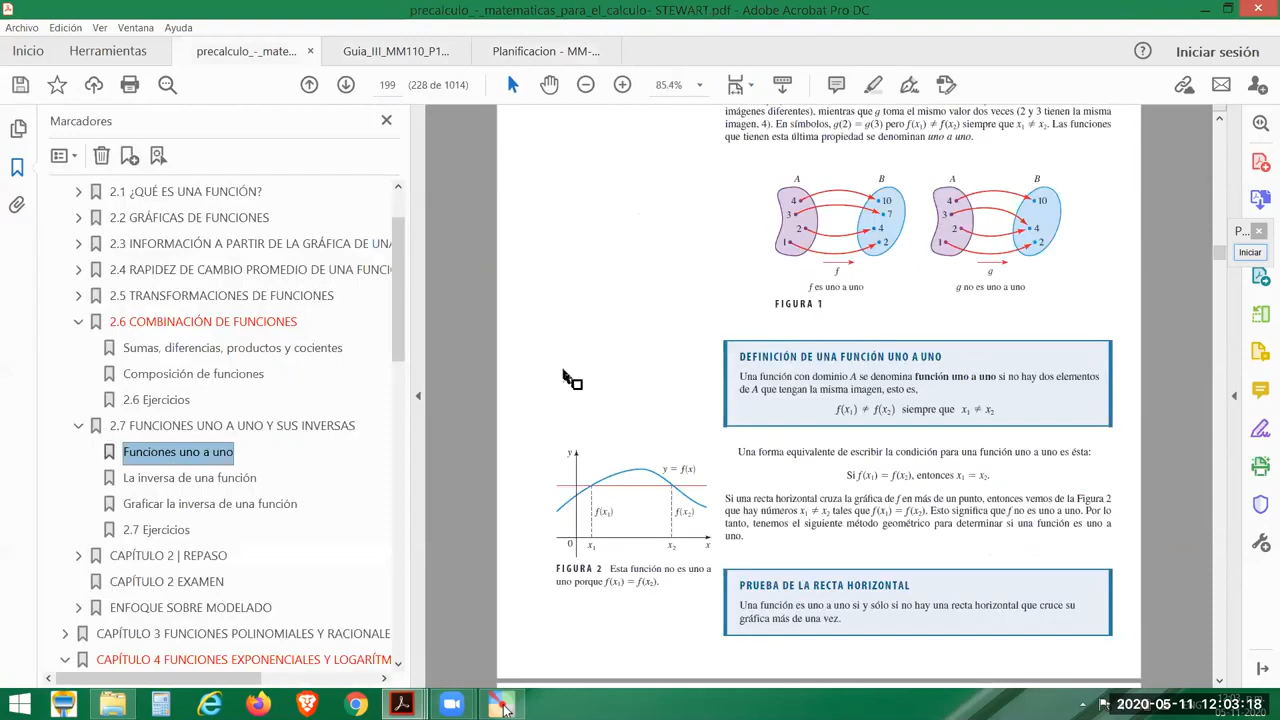 precalculo_-_matematicas_para_el_calculo- STEWART.pdf - Adobe Acrobat Pro DC
Archivo Edición Ver Ventana Ayuda
Inicio Herramientas precalculo_-_mate... × Guia_III_MM110_P1... Planificacion - MM-... Iniciar sesión
199 (228 de 1014) 85.4%
Marcadores
2.1 ¿QUÉ ES UNA FUNCIÓN?
2.2 GRÁFICAS DE FUNCIONES
2.3 INFORMACIÓN A PARTIR DE LA GRÁFICA DE UNA
2.4 RAPIDEZ DE CAMBIO PROMEDIO DE UNA FUNCI
2.5 TRANSFORMACIONES DE FUNCIONES
2.6 COMBINACIÓN DE FUNCIONES
Sumas, diferencias, productos y cocientes
Composición de funciones
2.6 Ejercicios
2.7 FUNCIONES UNO A UNO Y SUS INVERSAS
Funciones uno a uno
La inversa de una función
Graficar la inversa de una función
2.7 Ejercicios
CAPÍTULO 2 | REPASO
CAPÍTULO 2 EXAMEN
ENFOQUE SOBRE MODELADO
CAPÍTULO 3 FUNCIONES POLINOMIALES Y RACIONALE
CAPÍTULO 4 FUNCIONES EXPONENCIALES Y LOGARÍTM
imágenes diferentes), mientras que g toma el mismo valor dos veces (2 y 3 tienen la misma
imagen, 4). En símbolos, g(2) = g(3) pero f(x₁) ≠ f(x₂) siempre que x₁ ≠ x₂. Las funciones
que tienen esta última propiedad se denominan uno a uno.
A B A B
4 10 4 10
3 7 3
2 4 2 4
1 2 1 2
f g
f es uno a uno g no es uno a uno
FIGURA 1
DEFINICIÓN DE UNA FUNCIÓN UNO A UNO
Una función con dominio A se denomina función uno a uno si no hay dos elementos
de A que tengan la misma imagen, esto es,
f(x₁) ≠ f(x₂) siempre que x₁ ≠ x₂
Una forma equivalente de escribir la condición para una función uno a uno es ésta:
Si f(x₁) = f(x₂), entonces x₁ = x₂.
Si una recta horizontal cruza la gráfica de f en más de un punto, entonces vemos de la Figura 2
que hay números x₁ ≠ x₂ tales que f(x₁) = f(x₂). Esto significa que f no es uno a uno. Por lo
tanto, tenemos el siguiente método geométrico para determinar si una función es uno a
uno.
y
y = f(x)
f(x₁) f(x₂)
0 x₁ x₂ x
FIGURA 2 Esta función no es uno a
uno porque f(x₁) = f(x₂).
PRUEBA DE LA RECTA HORIZONTAL
Una función es uno a uno si y sólo si no hay una recta horizontal que cruce su
gráfica más de una vez.
P...
Iniciar
2020-05-11 12:03:18